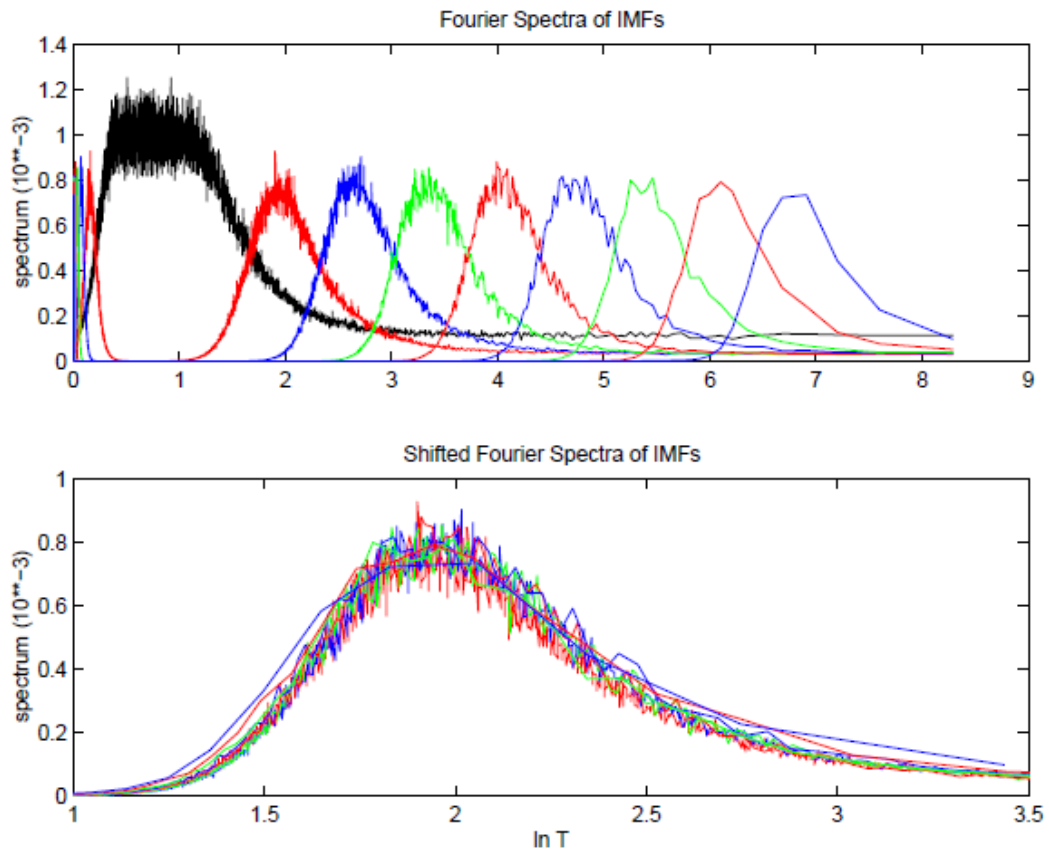 Fourier Spectra of IMFs
spectrum (10**−3)
1.4
1.2
1
0.8
0.6
0.4
0.2
0
0 1 2 3 4 5 6 7 8 9
Shifted Fourier Spectra of IMFs
spectrum (10**−3)
1
0.8
0.6
0.4
0.2
0
1 1.5 2 2.5 3 3.5
ln T